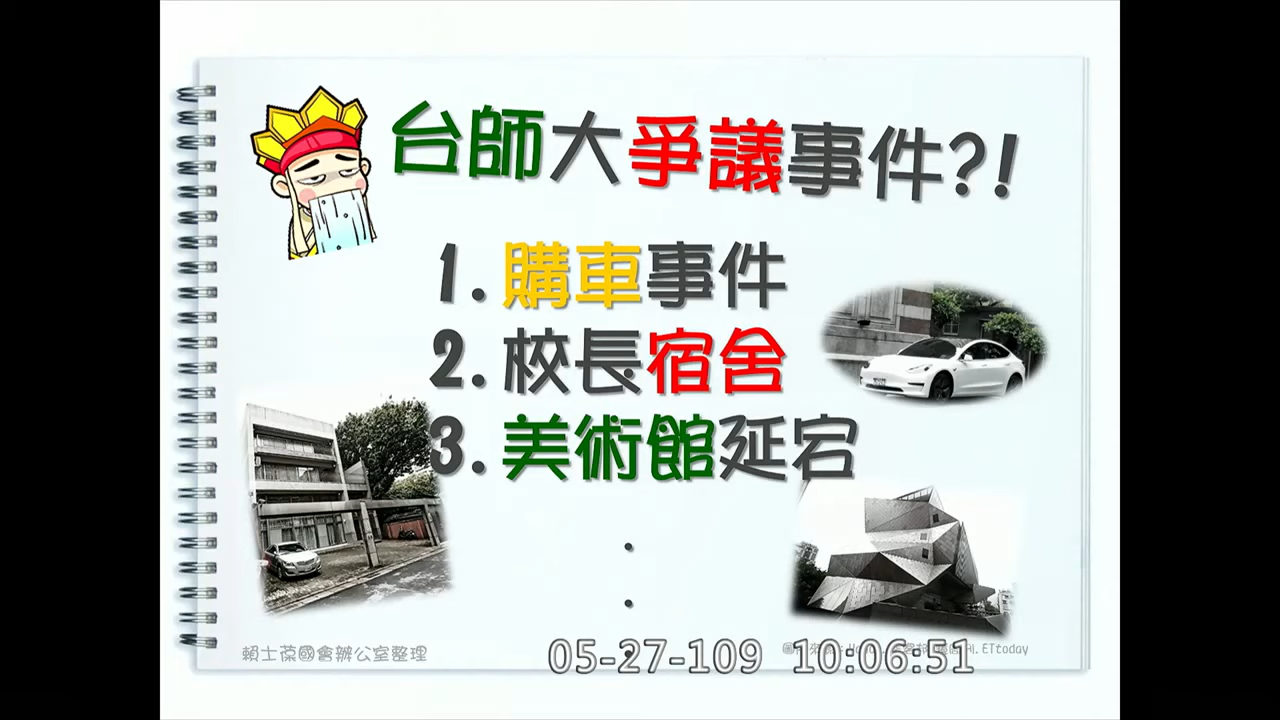 台師大爭議事件?!
1.購車事件
2.校長宿舍
3.美術館延宕
賴士葆國會辦公室整理
ETtoday
05-27-109 10:06:51